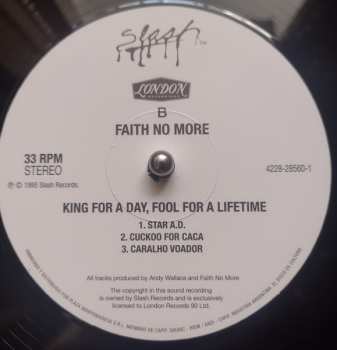 slash
TM
LONDON
RECORDINGS
B
FAITH NO MORE
33 RPM
STEREO
4228-28560-1
℗ © 1995 Slash Records.
KING FOR A DAY, FOOL FOR A LIFETIME
1. STAR A.D.
2. CUCKOO FOR CACA
3. CARALHO VOADOR
All tracks produced by Andy Wallace and Faith No More
The copyright in this sound recording
is owned by Slash Records and is exclusively
licensed to London Records 90 Ltd.